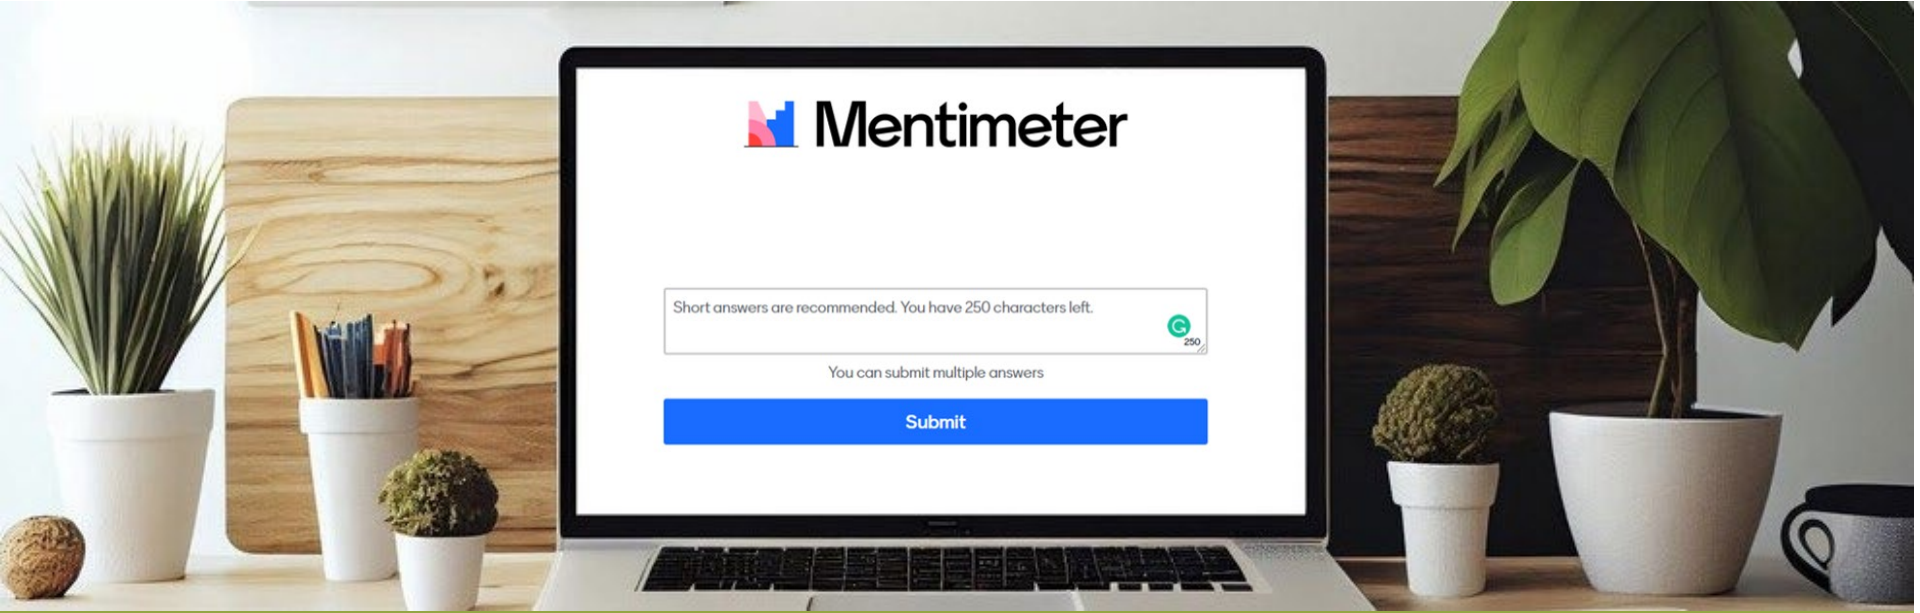 Mentimeter
Short answers are recommended. You have 250 characters left.
G
250
You can submit multiple answers
Submit